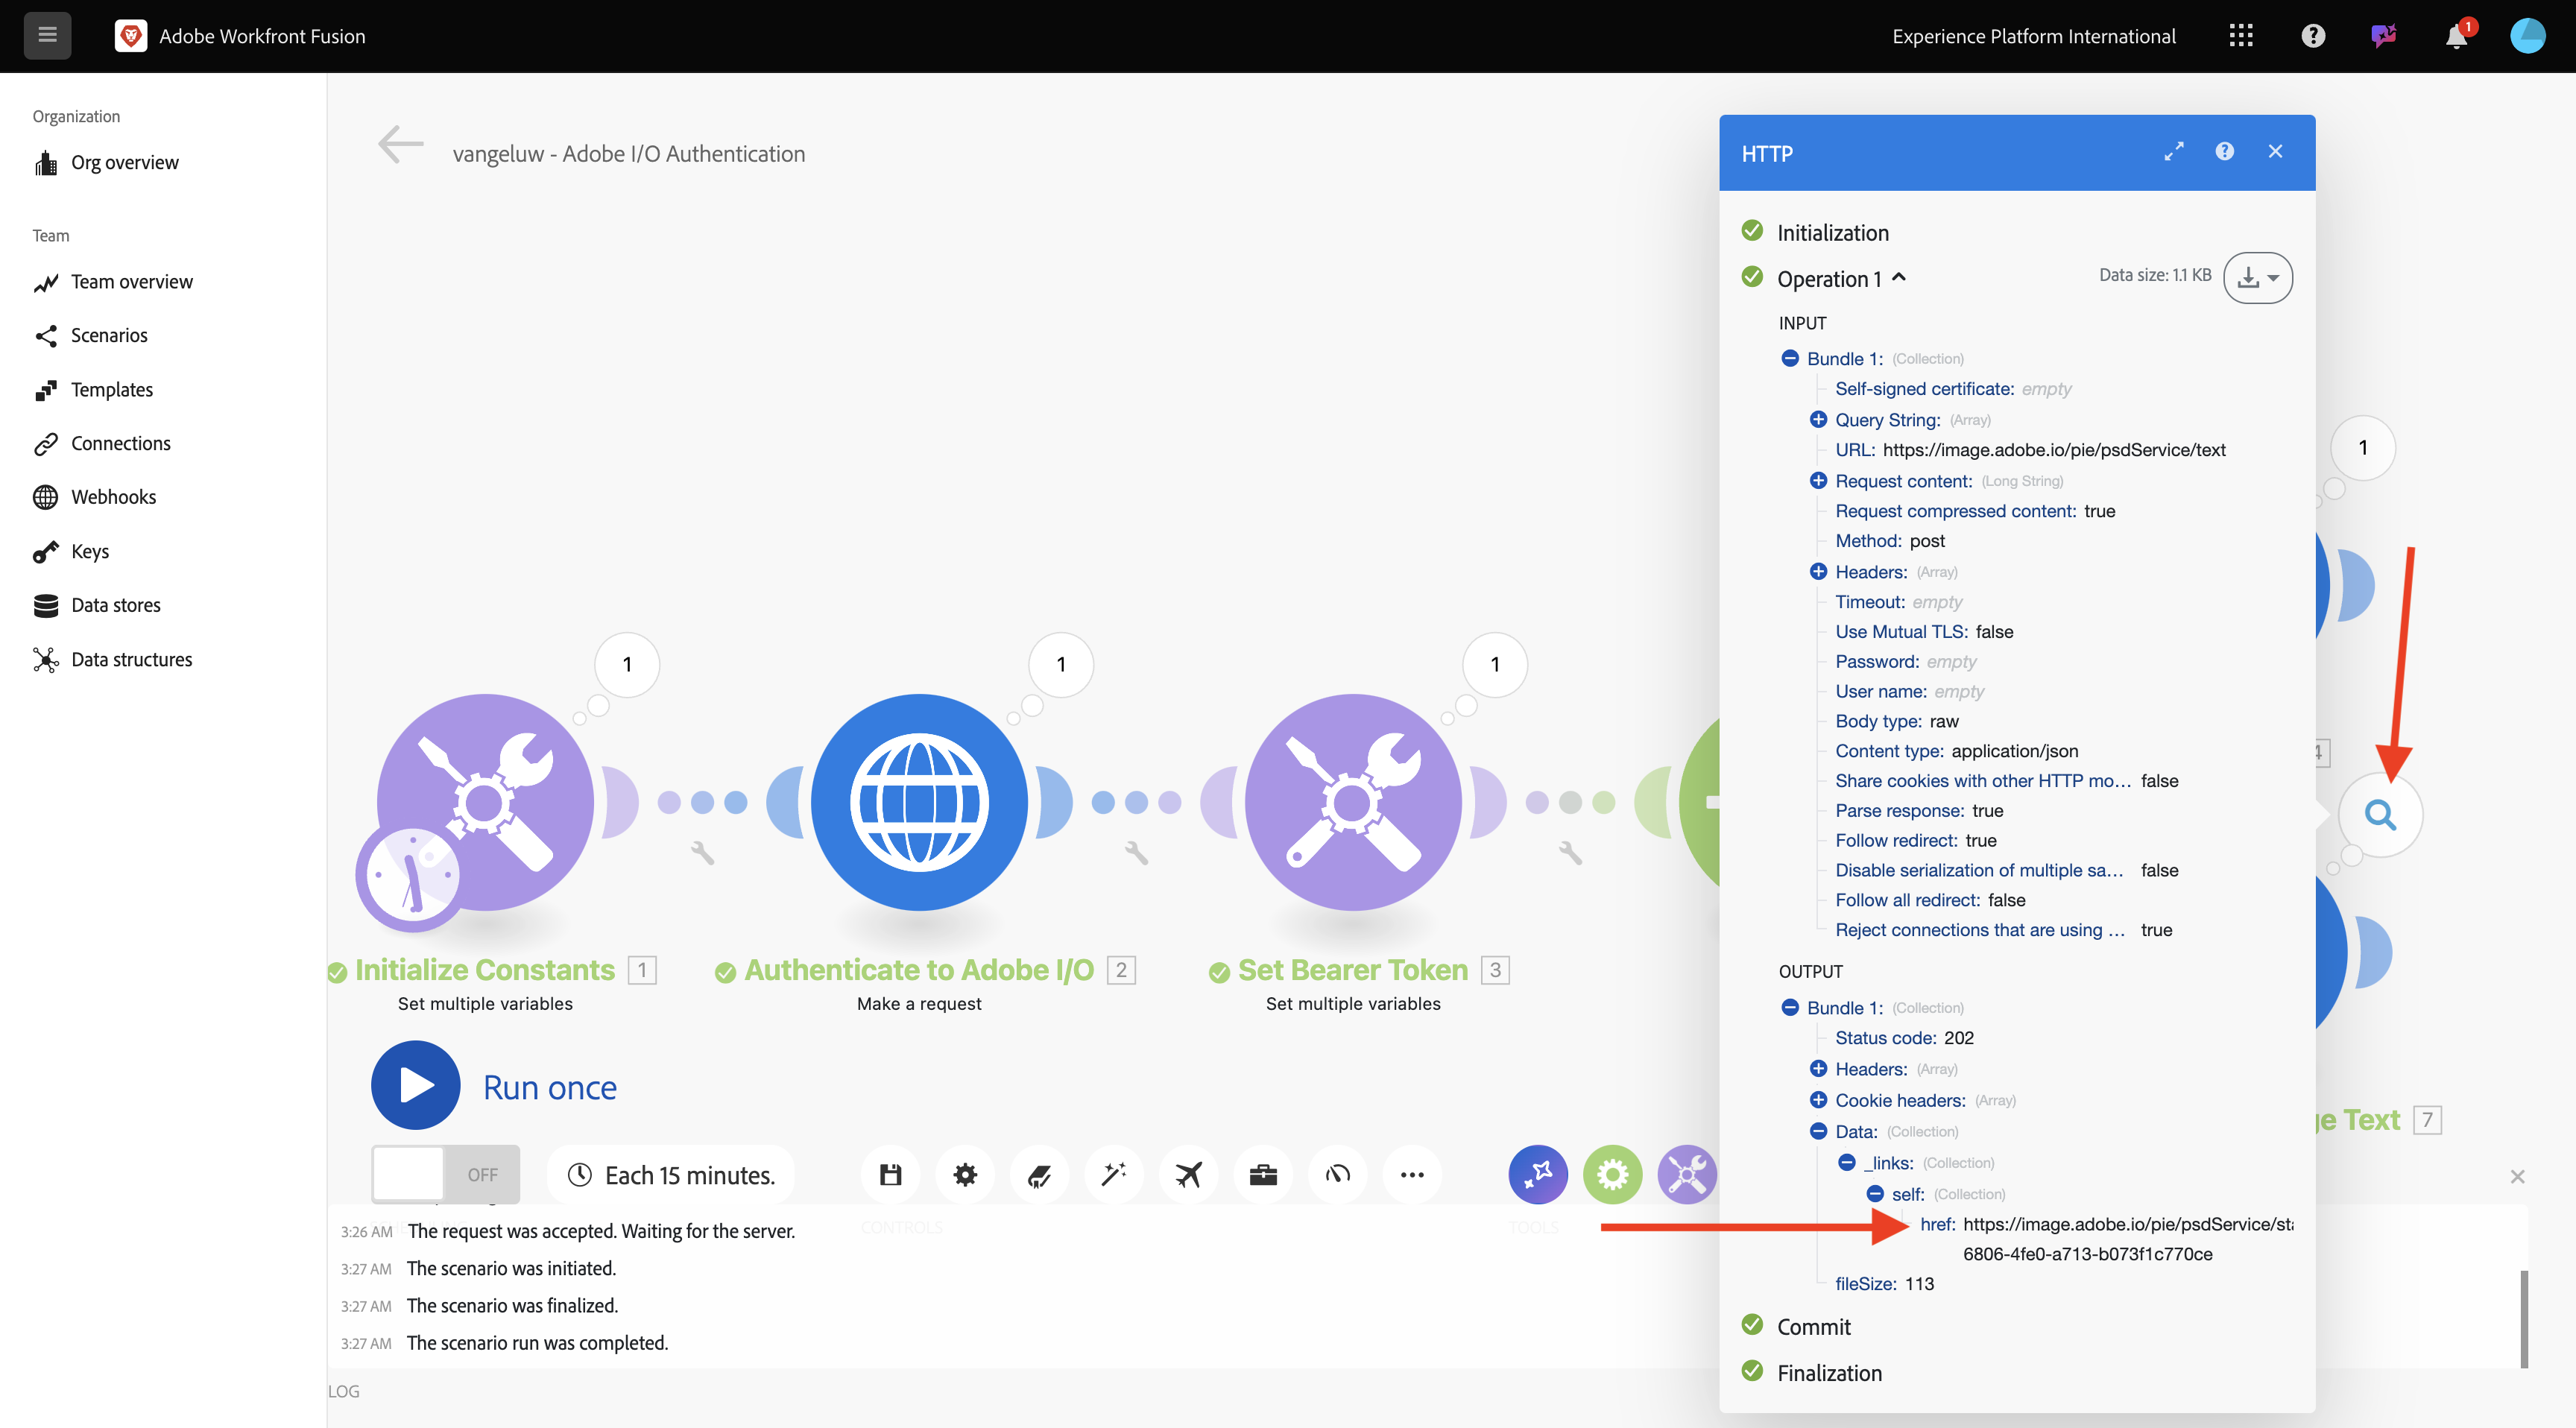 Adobe Workfront Fusion
Experience Platform International
1
Organization
Org overview
Team
Team overview
Scenarios
Templates
Connections
Webhooks
Keys
Data stores
Data structures
vangeluw - Adobe I/O Authentication
1
1
1
1
Initialize Constants 1
Set multiple variables
Authenticate to Adobe I/O 2
Make a request
Set Bearer Token 3
Set multiple variables
4
ge Text 7
Run once
OFF
Each 15 minutes.
CONTROLS
TOOLS
3:26 AM The request was accepted. Waiting for the server.
3:27 AM The scenario was initiated.
3:27 AM The scenario was finalized.
3:27 AM The scenario run was completed.
LOG
HTTP
Initialization
Operation 1
Data size: 1.1 KB
INPUT
Bundle 1: (Collection)
Self-signed certificate: empty
Query String: (Array)
URL: https://image.adobe.io/pie/psdService/text
Request content: (Long String)
Request compressed content: true
Method: post
Headers: (Array)
Timeout: empty
Use Mutual TLS: false
Password: empty
User name: empty
Body type: raw
Content type: application/json
Share cookies with other HTTP mo... false
Parse response: true
Follow redirect: true
Disable serialization of multiple sa... false
Follow all redirect: false
Reject connections that are using ... true
OUTPUT
Bundle 1: (Collection)
Status code: 202
Headers: (Array)
Cookie headers: (Array)
Data: (Collection)
_links: (Collection)
self: (Collection)
href: https://image.adobe.io/pie/psdService/sta
6806-4fe0-a713-b073f1c770ce
fileSize: 113
Commit
Finalization